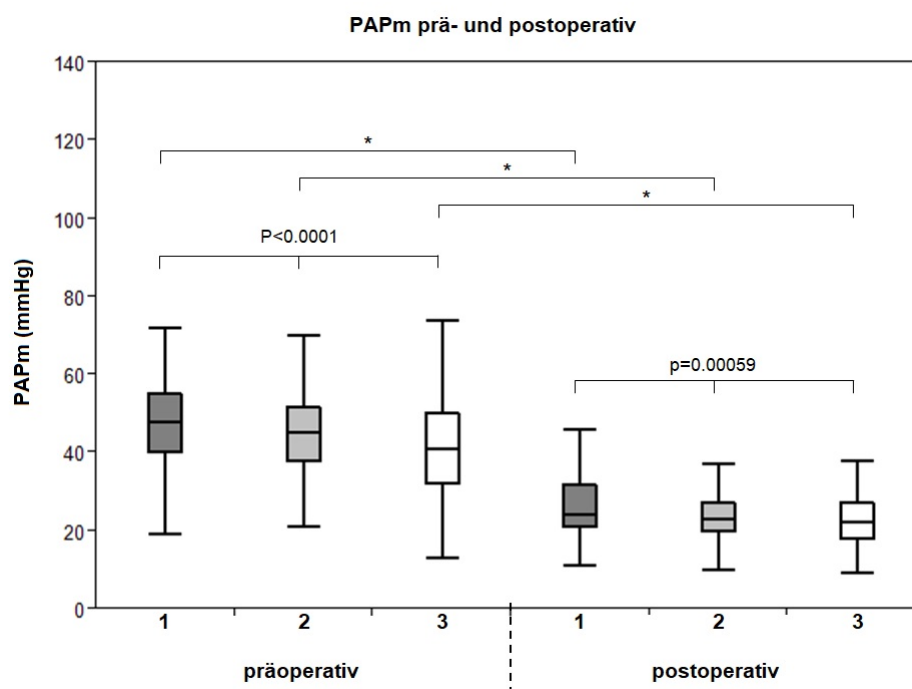 PAPm prä- und postoperativ
PAPm (mmHg)
140
120
100
80
60
40
20
0
*
*
*
P<0.0001
p=0.00059
1 2 3 1 2 3
präoperativ postoperativ